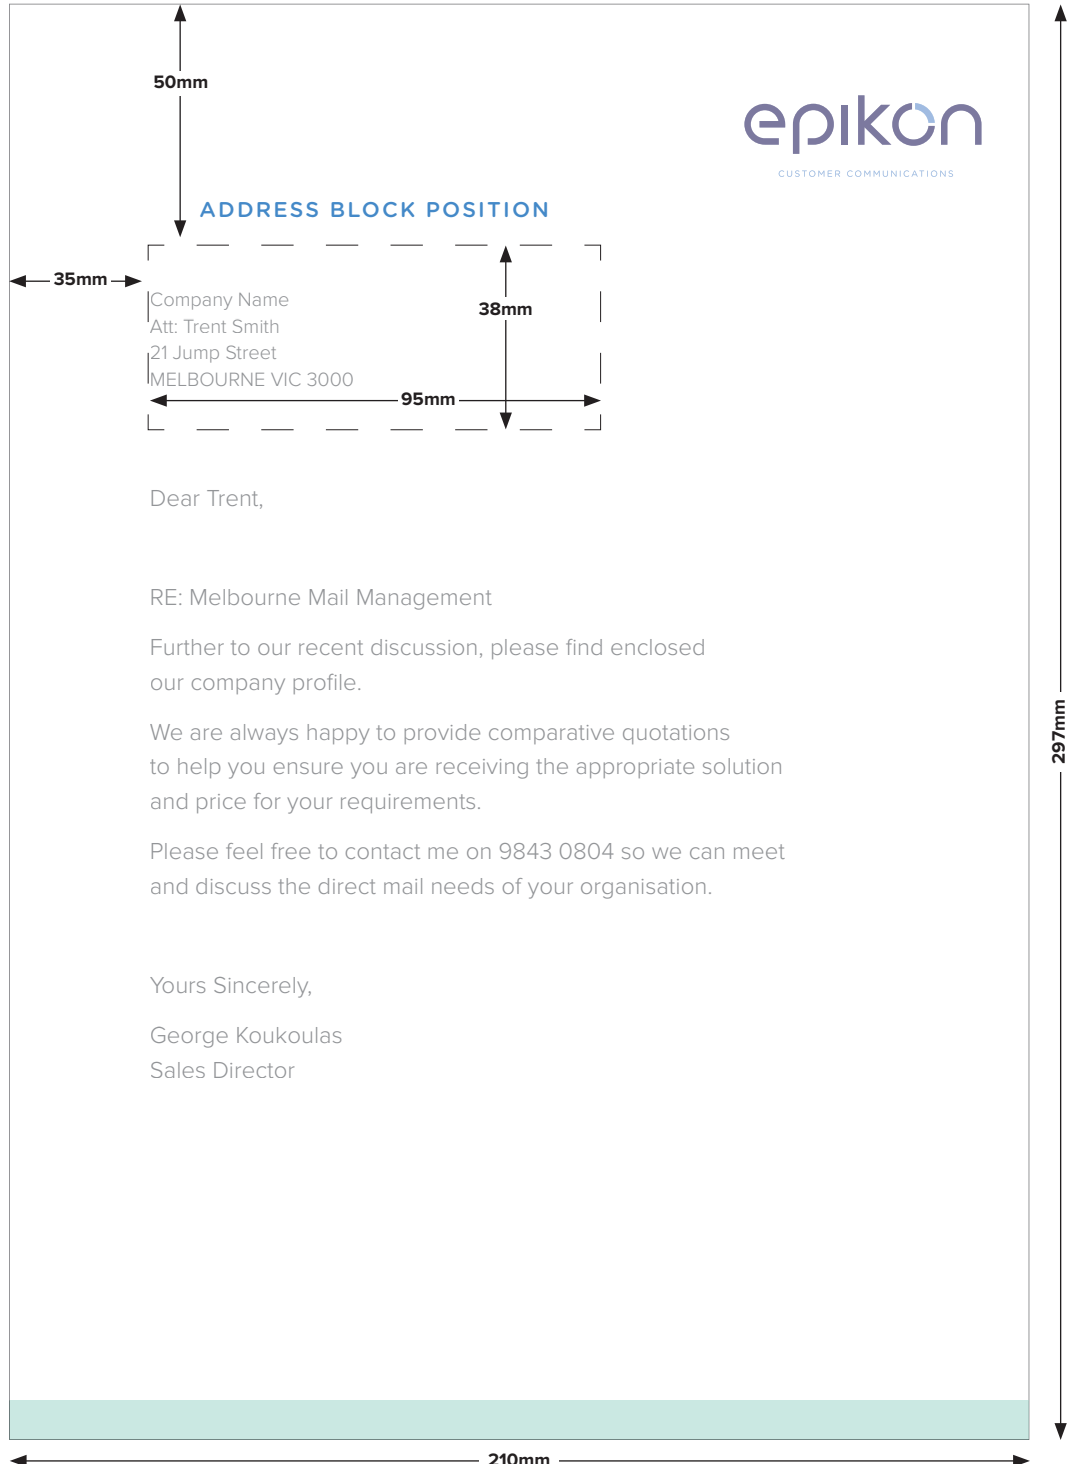 50mm
epikon
CUSTOMER COMMUNICATIONS
ADDRESS BLOCK POSITION
35mm
38mm
Company Name
Att: Trent Smith
21 Jump Street
MELBOURNE VIC 3000
95mm
Dear Trent,
RE: Melbourne Mail Management
Further to our recent discussion, please find enclosed
our company profile.
We are always happy to provide comparative quotations
to help you ensure you are receiving the appropriate solution
and price for your requirements.
Please feel free to contact me on 9843 0804 so we can meet
and discuss the direct mail needs of your organisation.
Yours Sincerely,
George Koukoulas
Sales Director
297mm
210mm